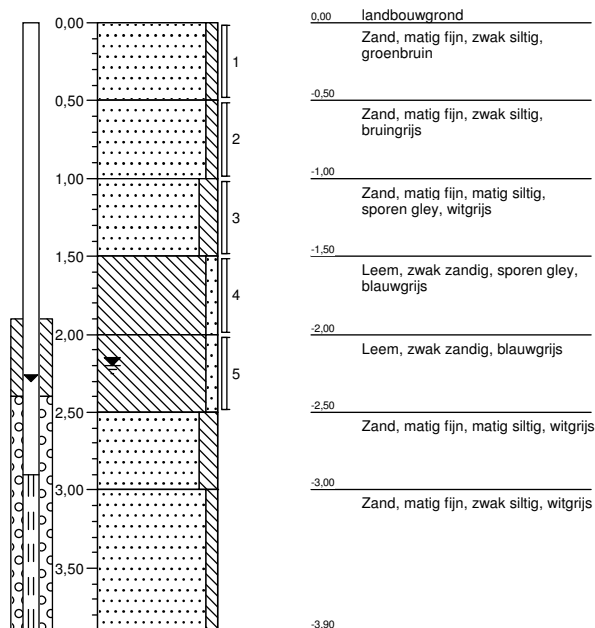 0,00
0,50
1,00
1,50
2,00
2,50
3,00
3,50
1
2
3
4
5
0,00 landbouwgrond
Zand, matig fijn, zwak siltig,
groenbruin
-0,50
Zand, matig fijn, zwak siltig,
bruingrijs
-1,00
Zand, matig fijn, matig siltig,
sporen gley, witgrijs
-1,50
Leem, zwak zandig, sporen gley,
blauwgrijs
-2,00
Leem, zwak zandig, blauwgrijs
-2,50
Zand, matig fijn, matig siltig, witgrijs
-3,00
Zand, matig fijn, zwak siltig, witgrijs
-3,90